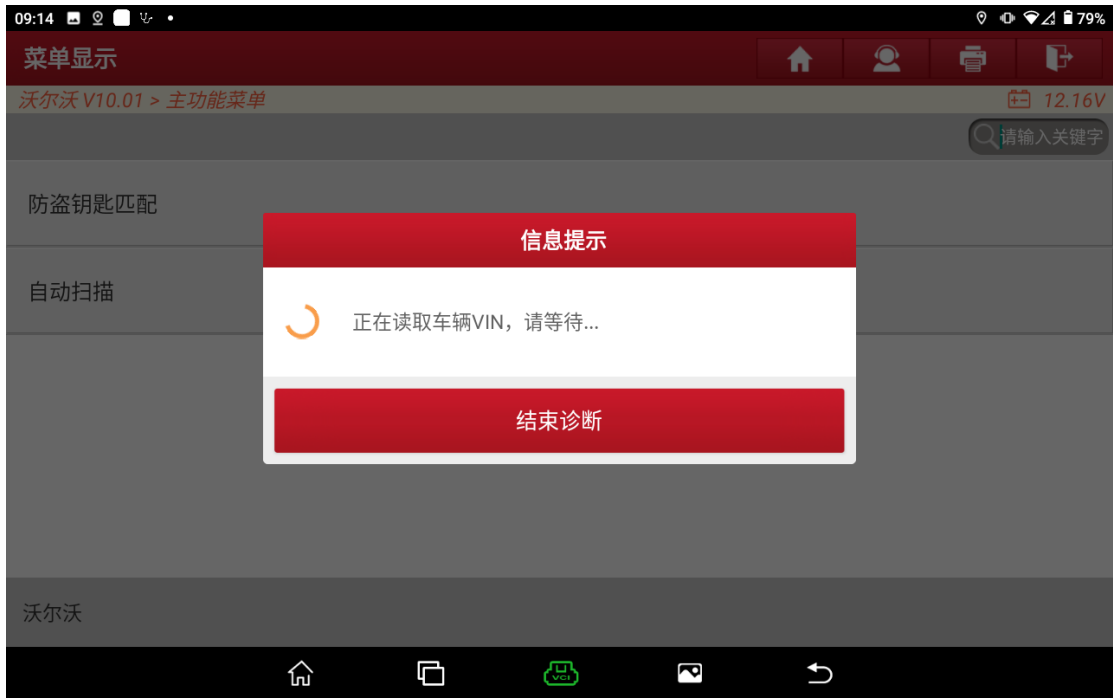 09:14
79%
菜单显示
沃尔沃 V10.01 > 主功能菜单
12.16V
请输入关键字
防盗钥匙匹配
自动扫描
信息提示
正在读取车辆VIN，请等待...
结束诊断
沃尔沃
VCI